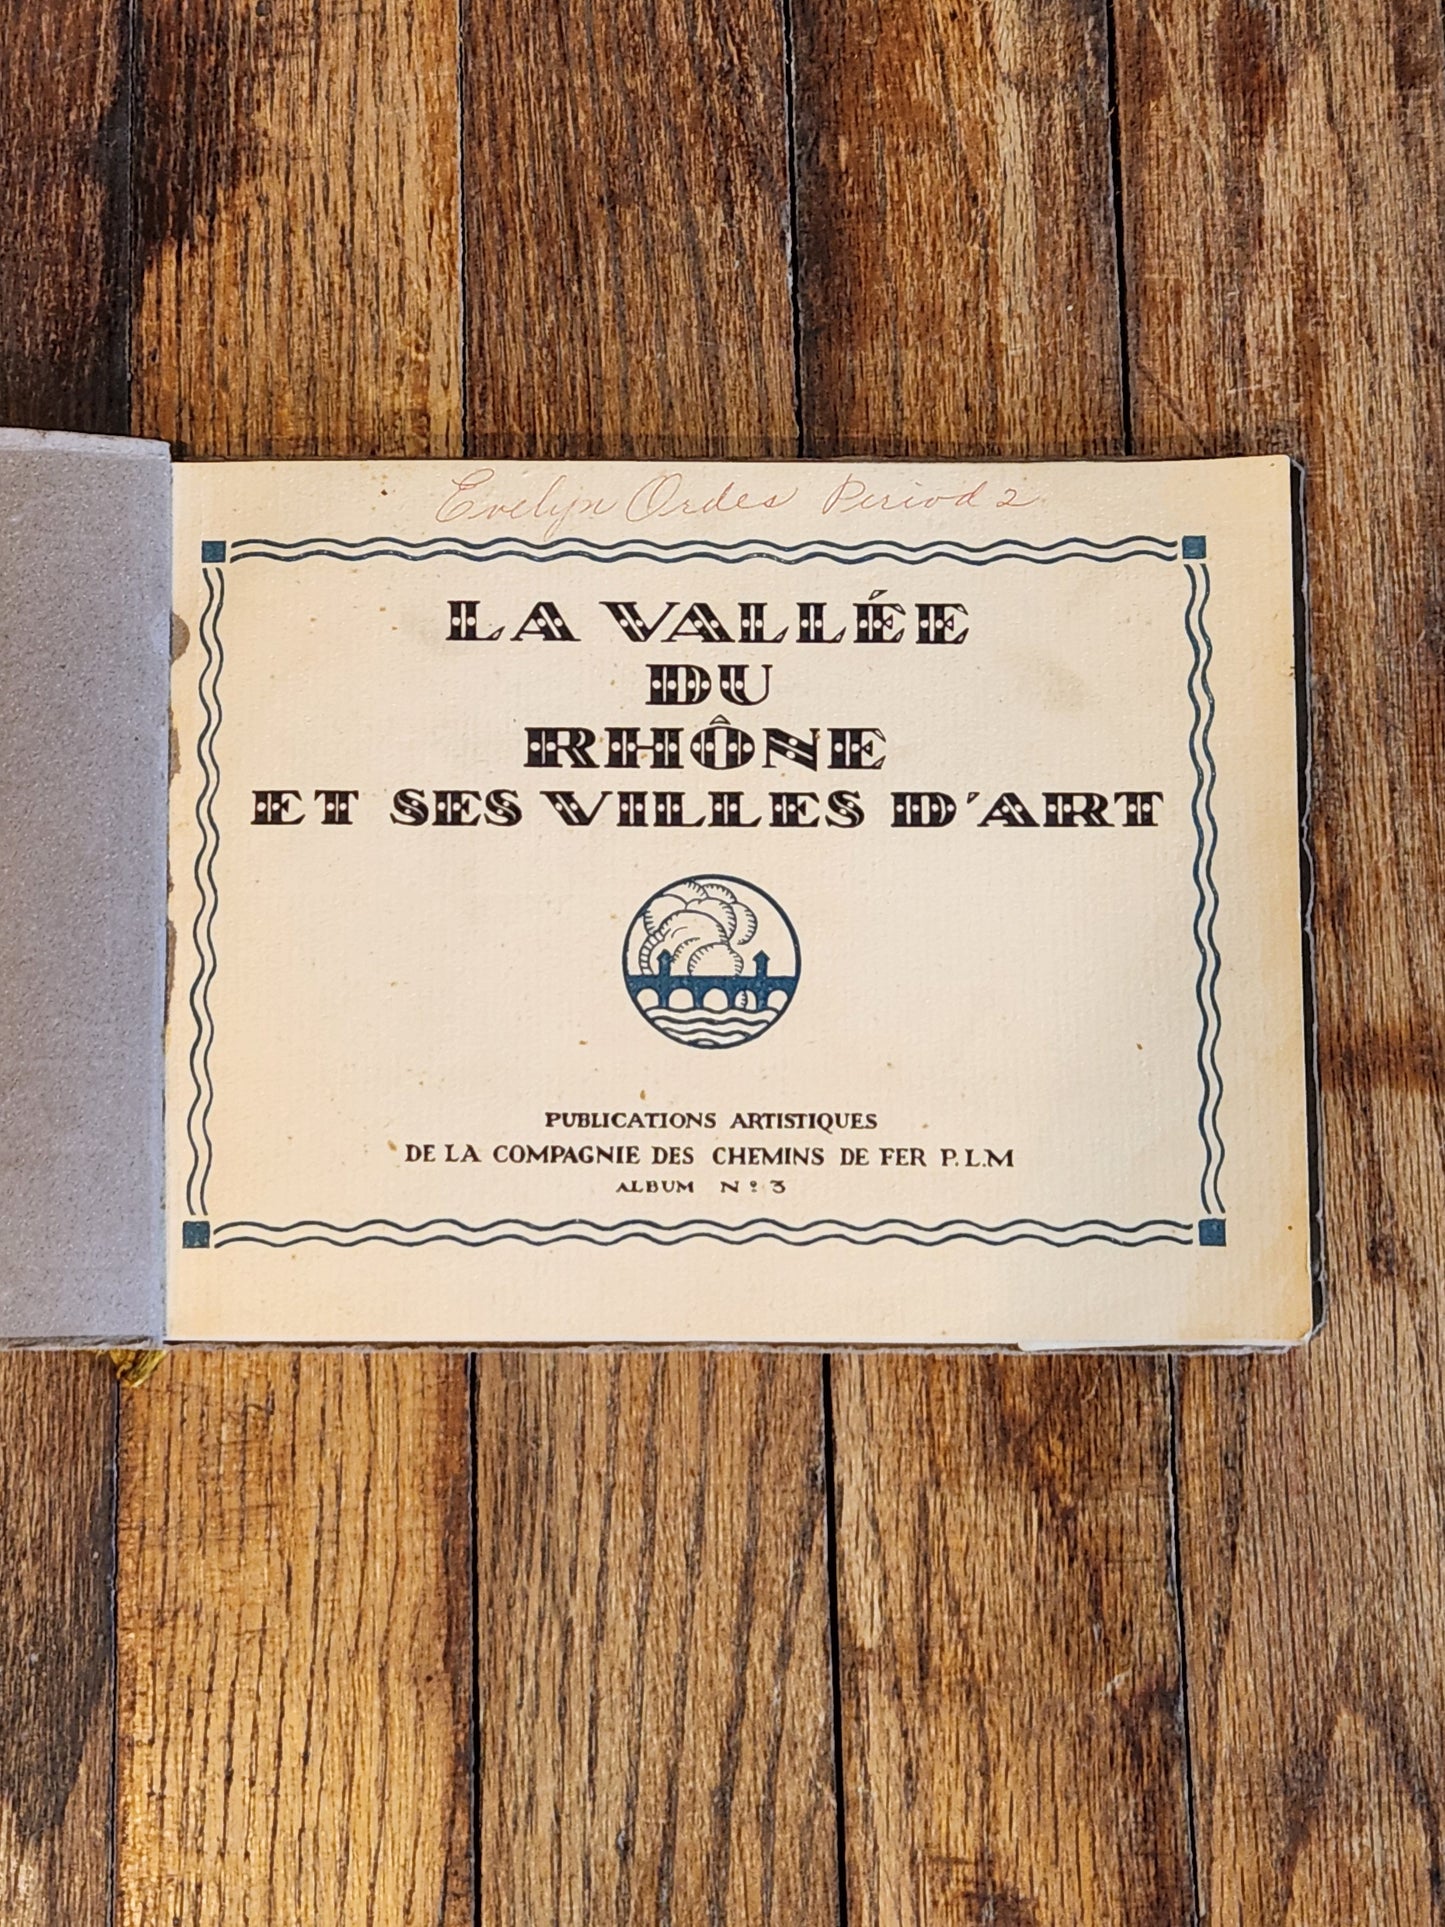 Evelyn Ordes Period 2
LA VALLÉE
DU
RHÔNE
ET SES VILLES D'ART
PUBLICATIONS ARTISTIQUES
DE LA COMPAGNIE DES CHEMINS DE FER P.L.M
ALBUM Nº 3